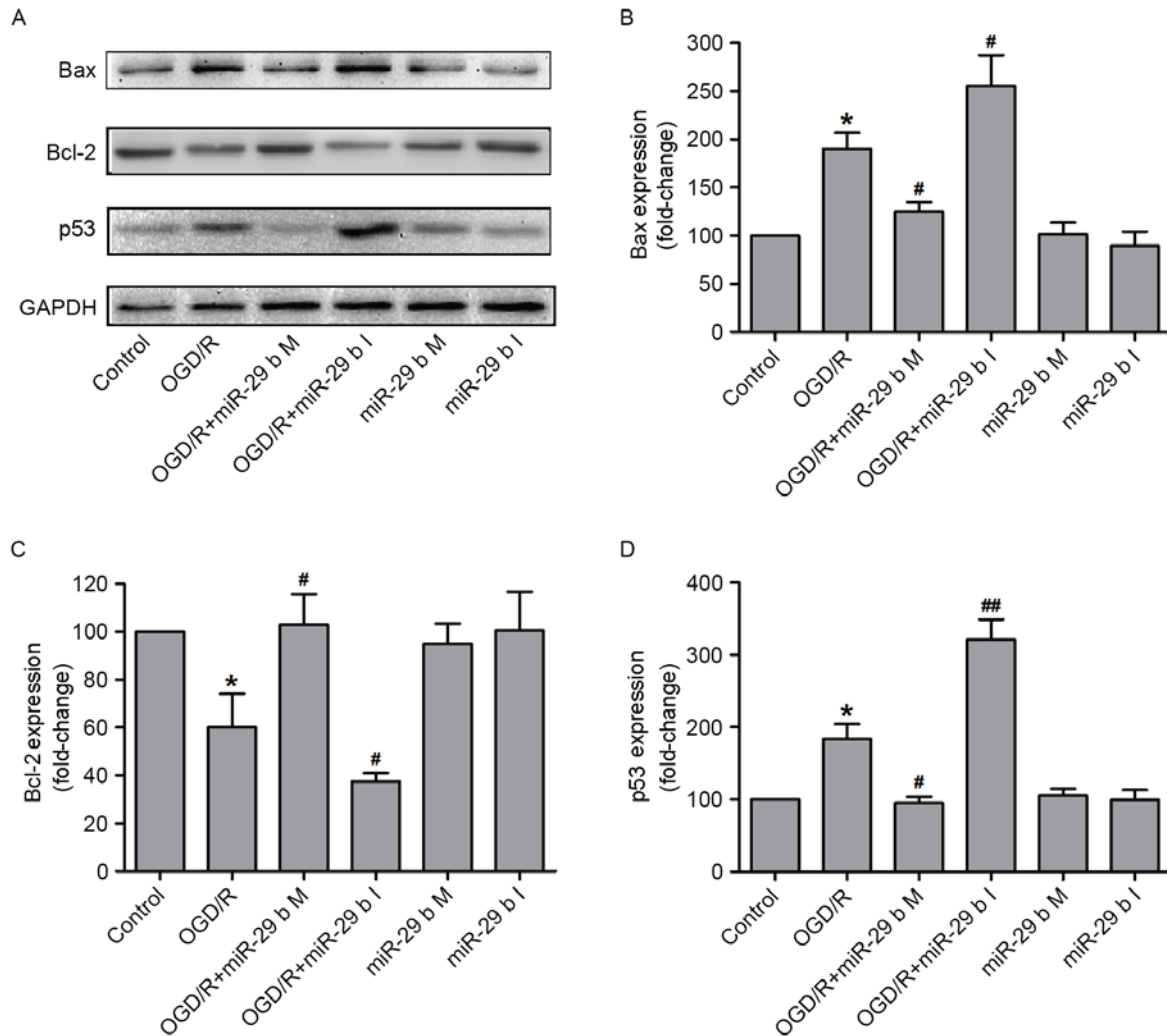 A
Bax
Bcl-2
p53
GAPDH
Control
OGD/R
OGD/R+miR-29 b M
OGD/R+miR-29 b I
miR-29 b M
miR-29 b I
B
Bax expression
(fold-change)
300
250
200
150
100
50
0
*
#
#
Control
OGD/R
OGD/R+miR-29 b M
OGD/R+miR-29 b I
miR-29 b M
miR-29 b I
C
Bcl-2 expression
(fold-change)
120
100
80
60
40
20
0
*
#
#
Control
OGD/R
OGD/R+miR-29 b M
OGD/R+miR-29 b I
miR-29 b M
miR-29 b I
D
p53 expression
(fold-change)
400
300
200
100
0
*
#
##
Control
OGD/R
OGD/R+miR-29 b M
OGD/R+miR-29 b I
miR-29 b M
miR-29 b I